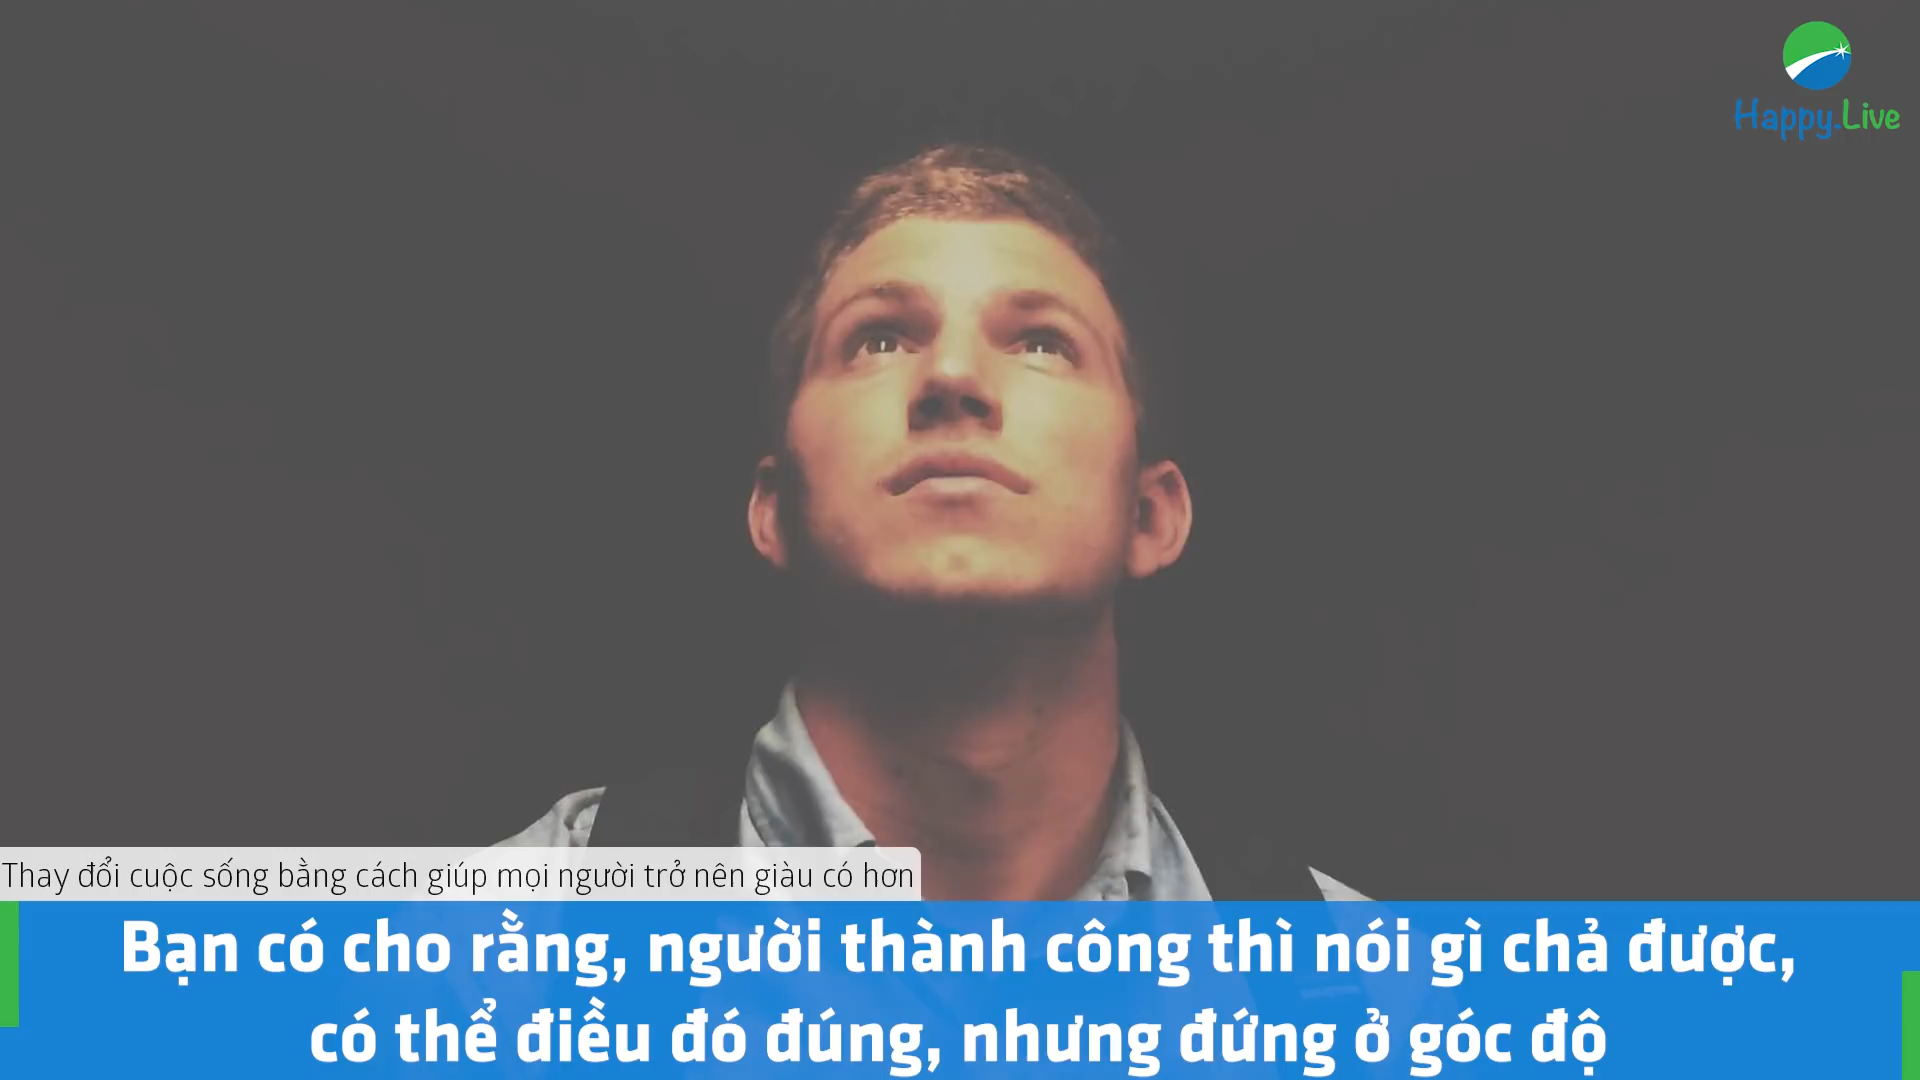 Happy.Live
Thay đổi cuộc sống bằng cách giúp mọi người trở nên giàu có hơn
Bạn có cho rằng, người thành công thì nói gì chả được,
có thể điều đó đúng, nhưng đứng ở góc độ